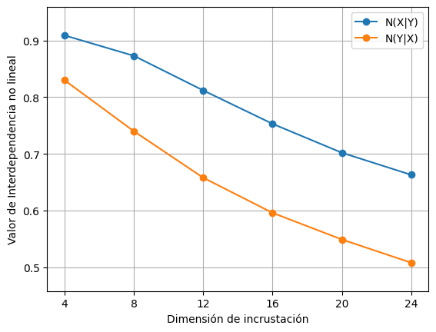 N(X|Y)
N(Y|X)
0.9
0.8
0.7
0.6
0.5
Valor de Interdependencia no lineal
4 8 12 16 20 24
Dimensión de incrustación